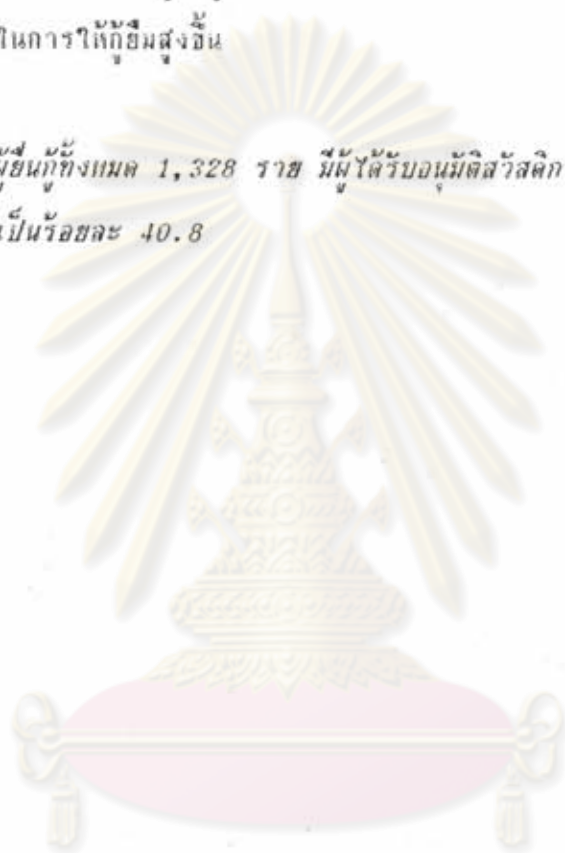 ในการให้กู้ยืมสูงขึ้น
ผู้ยื่นกู้ทั้งหมด 1,328 ราย มีผู้ได้รับอนุมัติสวัสดิก
เป็นร้อยละ 40.8